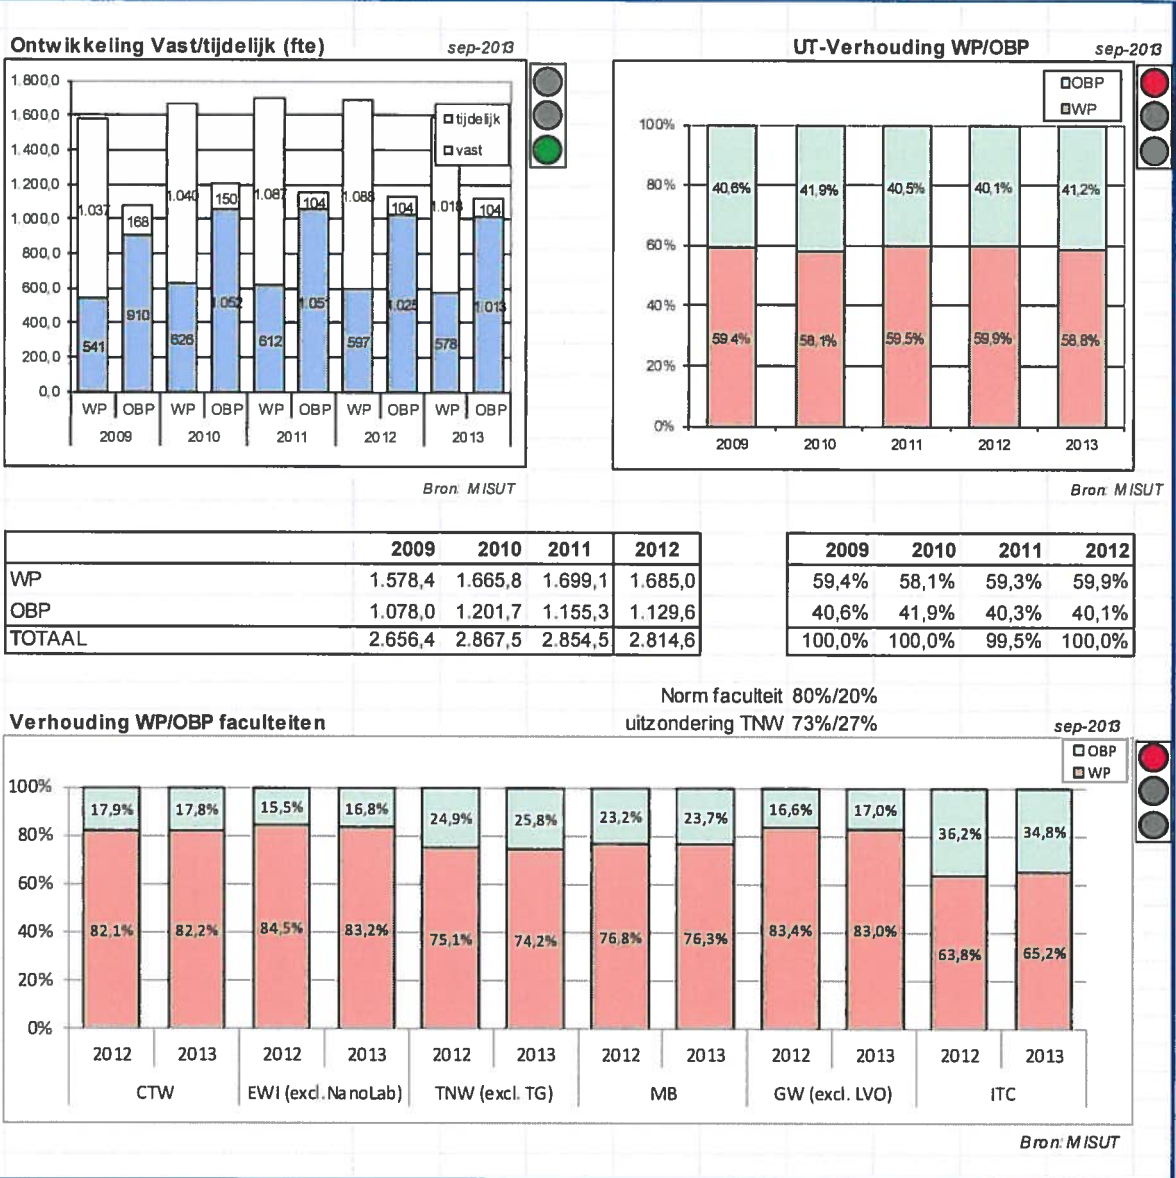 Ontwikkeling Vast/tijdelijk (fte) sep-2013
1.800,0
1.600,0
1.400,0
1.200,0
1.000,0
800,0
600,0
400,0
200,0
0,0
tijdelijk
vast
1.037 168 1.040 150 1.087 104 1.088 104 1.018 104
541 910 626 1.052 612 1.051 597 1.025 578 1.013
WP OBP WP OBP WP OBP WP OBP WP OBP
2009 2010 2011 2012 2013
Bron: MISUT
UT-Verhouding WP/OBP sep-2013
OBP
WP
100%
80%
60%
40%
20%
0%
40,6% 41,9% 40,5% 40,1% 41,2%
59,4% 58,1% 59,5% 59,9% 58,8%
2009 2010 2011 2012 2013
Bron: MISUT
2009 2010 2011 2012
WP 1.578,4 1.665,8 1.699,1 1.685,0
OBP 1.078,0 1.201,7 1.155,3 1.129,6
TOTAAL 2.656,4 2.867,5 2.854,5 2.814,6
2009 2010 2011 2012
59,4% 58,1% 59,3% 59,9%
40,6% 41,9% 40,3% 40,1%
100,0% 100,0% 99,5% 100,0%
Norm faculteit 80%/20%
Verhouding WP/OBP faculteiten uitzondering TNW 73%/27% sep-2013
OBP
WP
100%
80%
60%
40%
20%
0%
17,9% 17,8% 15,5% 16,8% 24,9% 25,8% 23,2% 23,7% 16,6% 17,0% 36,2% 34,8%
82,1% 82,2% 84,5% 83,2% 75,1% 74,2% 76,8% 76,3% 83,4% 83,0% 63,8% 65,2%
2012 2013 2012 2013 2012 2013 2012 2013 2012 2013 2012 2013
CTW EWI (excl. NanoLab) TNW (excl. TG) MB GW (excl. LVO) ITC
Bron: MISUT